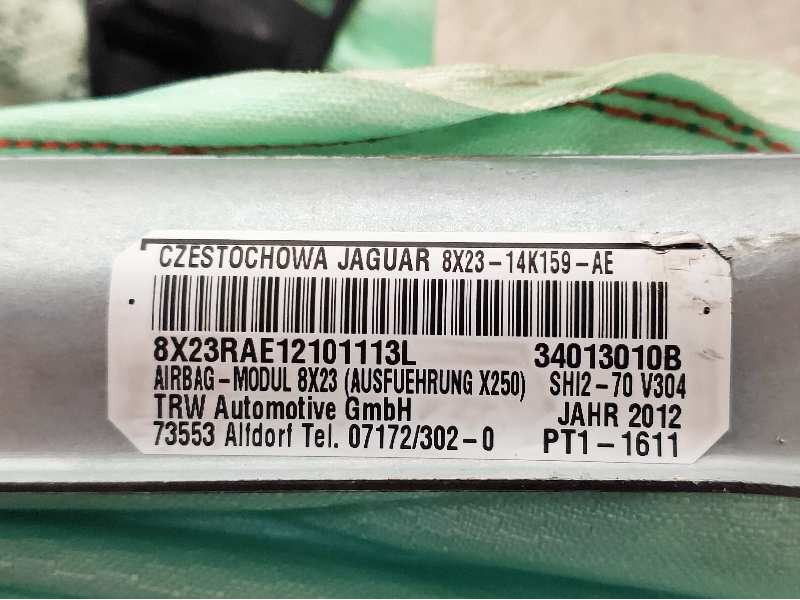 CZESTOCHOWA JAGUAR 8X23-14K159-AE
8X23RAE12101113L 34013010B
AIRBAG-MODUL 8X23 (AUSFUEHRUNG X250) SHI2-70 V304
TRW Automotive GmbH JAHR 2012
73553 Alfdorf Tel. 07172/302-0 PT1-1611